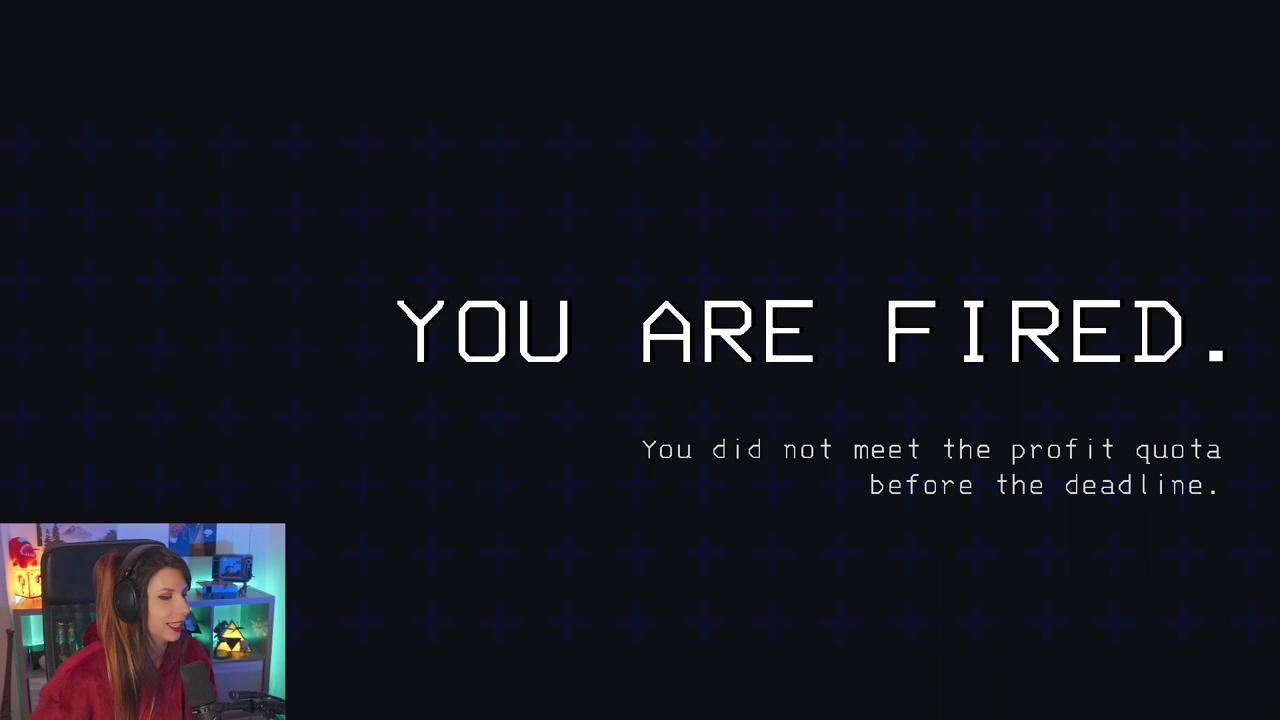 YOU ARE FIRED.
You did not meet the profit quota
before the deadline.